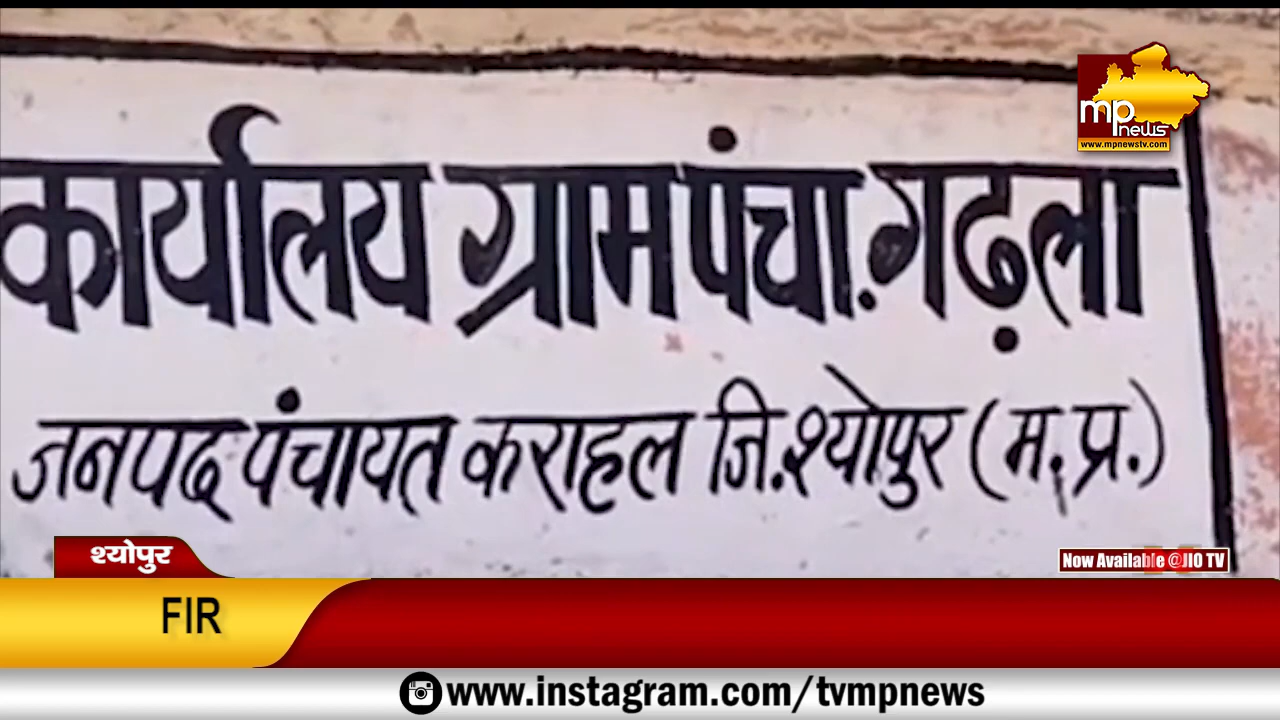 mp
news
www.mpnewstv.com
कार्यालय ग्राम पंचा. गढ़ला
जनपद पंचायत कराहल जि. श्योपुर (म. प्र.)
श्योपुर
Now Available @JIO TV
FIR
www.instagram.com/tvmpnews